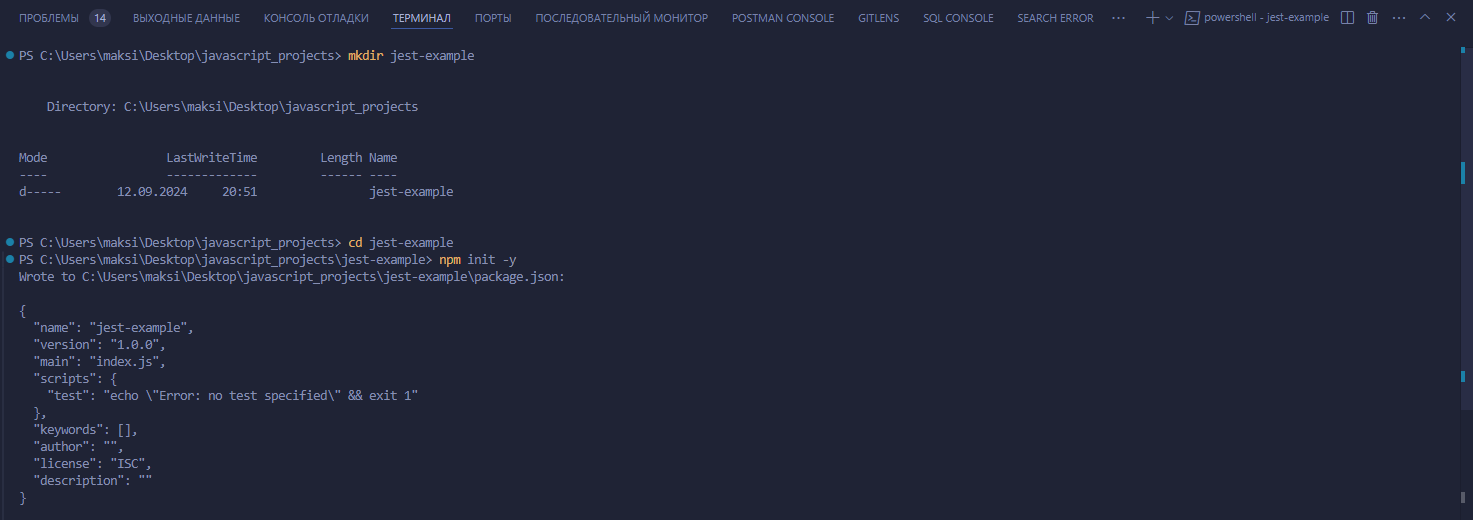 ПРОБЛЕМЫ 14 ВЫХОДНЫЕ ДАННЫЕ КОНСОЛЬ ОТЛАДКИ ТЕРМИНАЛ ПОРТЫ ПОСЛЕДОВАТЕЛЬНЫЙ МОНИТОР POSTMAN CONSOLE GITLENS SQL CONSOLE SEARCH ERROR ··· powershell - jest-example ···
PS C:\Users\maksi\Desktop\javascript_projects> mkdir jest-example
Directory: C:\Users\maksi\Desktop\javascript_projects
Mode LastWriteTime Length Name
---- ------------- ------ ----
d----- 12.09.2024 20:51 jest-example
PS C:\Users\maksi\Desktop\javascript_projects> cd jest-example
PS C:\Users\maksi\Desktop\javascript_projects\jest-example> npm init -y
Wrote to C:\Users\maksi\Desktop\javascript_projects\jest-example\package.json:
{
"name": "jest-example",
"version": "1.0.0",
"main": "index.js",
"scripts": {
"test": "echo \"Error: no test specified\" && exit 1"
},
"keywords": [],
"author": "",
"license": "ISC",
"description": ""
}